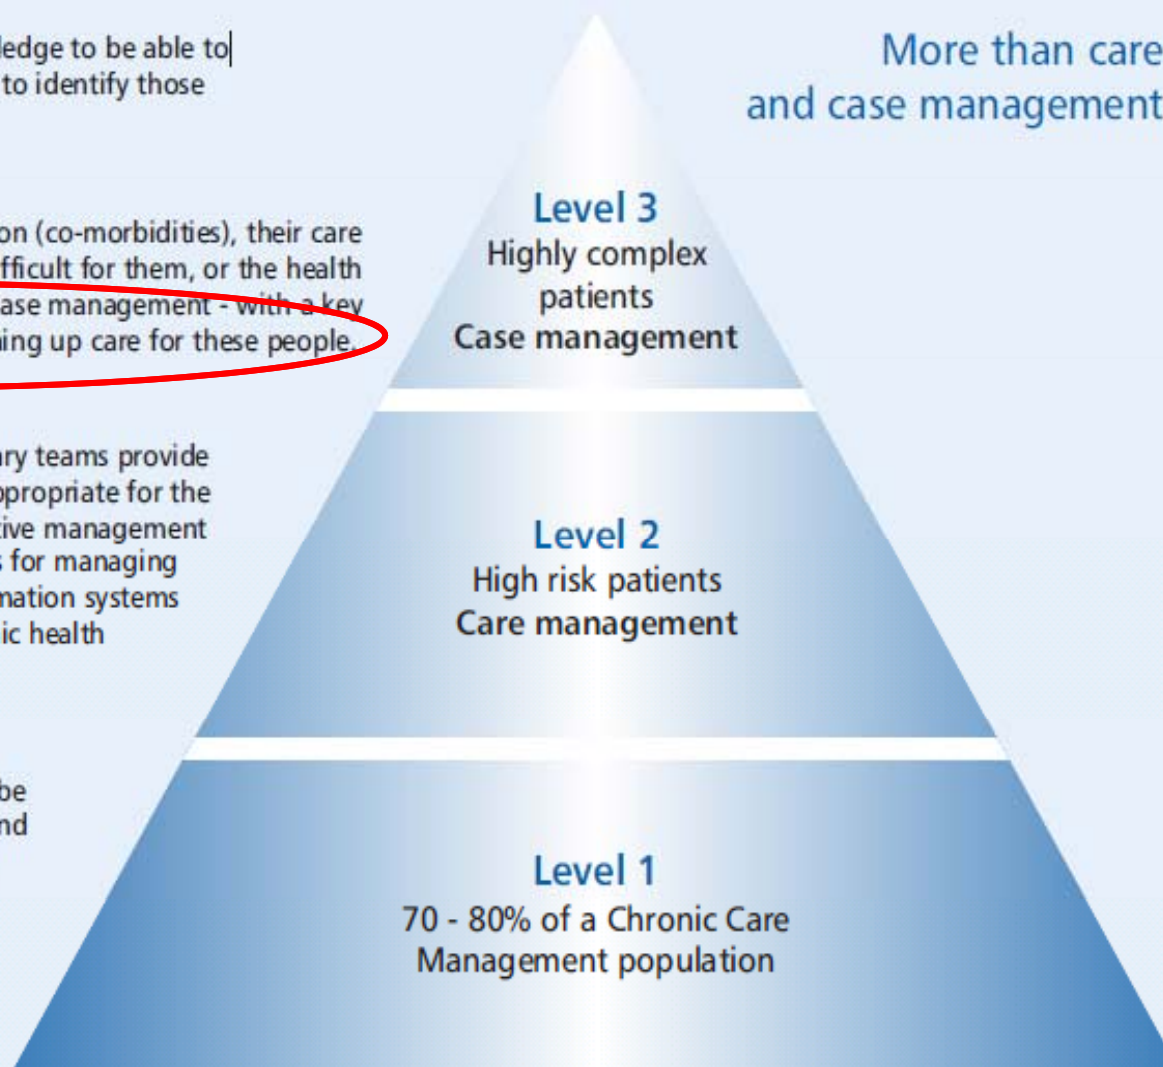 ledge to be able to
to identify those
More than care
and case management
on (co-morbidities), their care
fficult for them, or the health
ase management - with a key
ing up care for these people.
Level 3
Highly complex
patients
Case management
ary teams provide
ppropriate for the
tive management
s for managing
mation systems
ic health
Level 2
High risk patients
Care management
be
nd
Level 1
70 - 80% of a Chronic Care
Management population